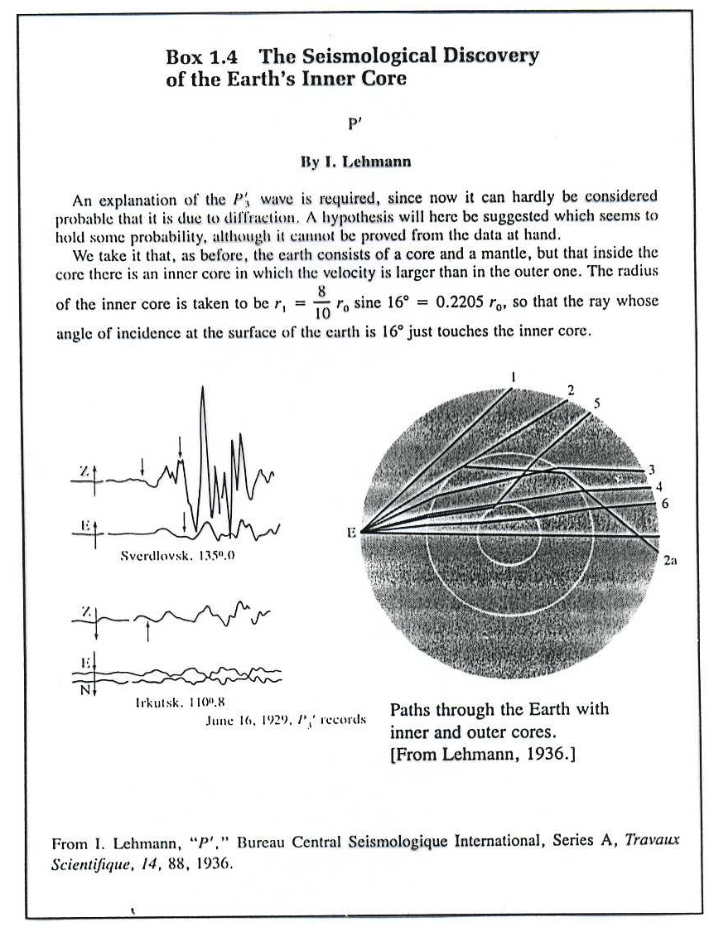 Box 1.4 The Seismological Discovery
of the Earth's Inner Core
P′
By I. Lehmann
An explanation of the P′₃ wave is required, since now it can hardly be considered
probable that it is due to diffraction. A hypothesis will here be suggested which seems to
hold some probability, although it cannot be proved from the data at hand.
We take it that, as before, the earth consists of a core and a mantle, but that inside the
core there is an inner core in which the velocity is larger than in the outer one. The radius
of the inner core is taken to be r₁ = 8/10 r₀ sine 16° = 0.2205 r₀, so that the ray whose
angle of incidence at the surface of the earth is 16° just touches the inner core.
Z
E
Sverdlovsk. 135⁰.0
Z
E
N
Irkutsk. 110⁰.8
June 16, 1929, P₃′ records
1
2
5
3
4
6
E
2a
Paths through the Earth with
inner and outer cores.
[From Lehmann, 1936.]
From I. Lehmann, “P′,” Bureau Central Seismologique International, Series A, Travaux
Scientifique, 14, 88, 1936.